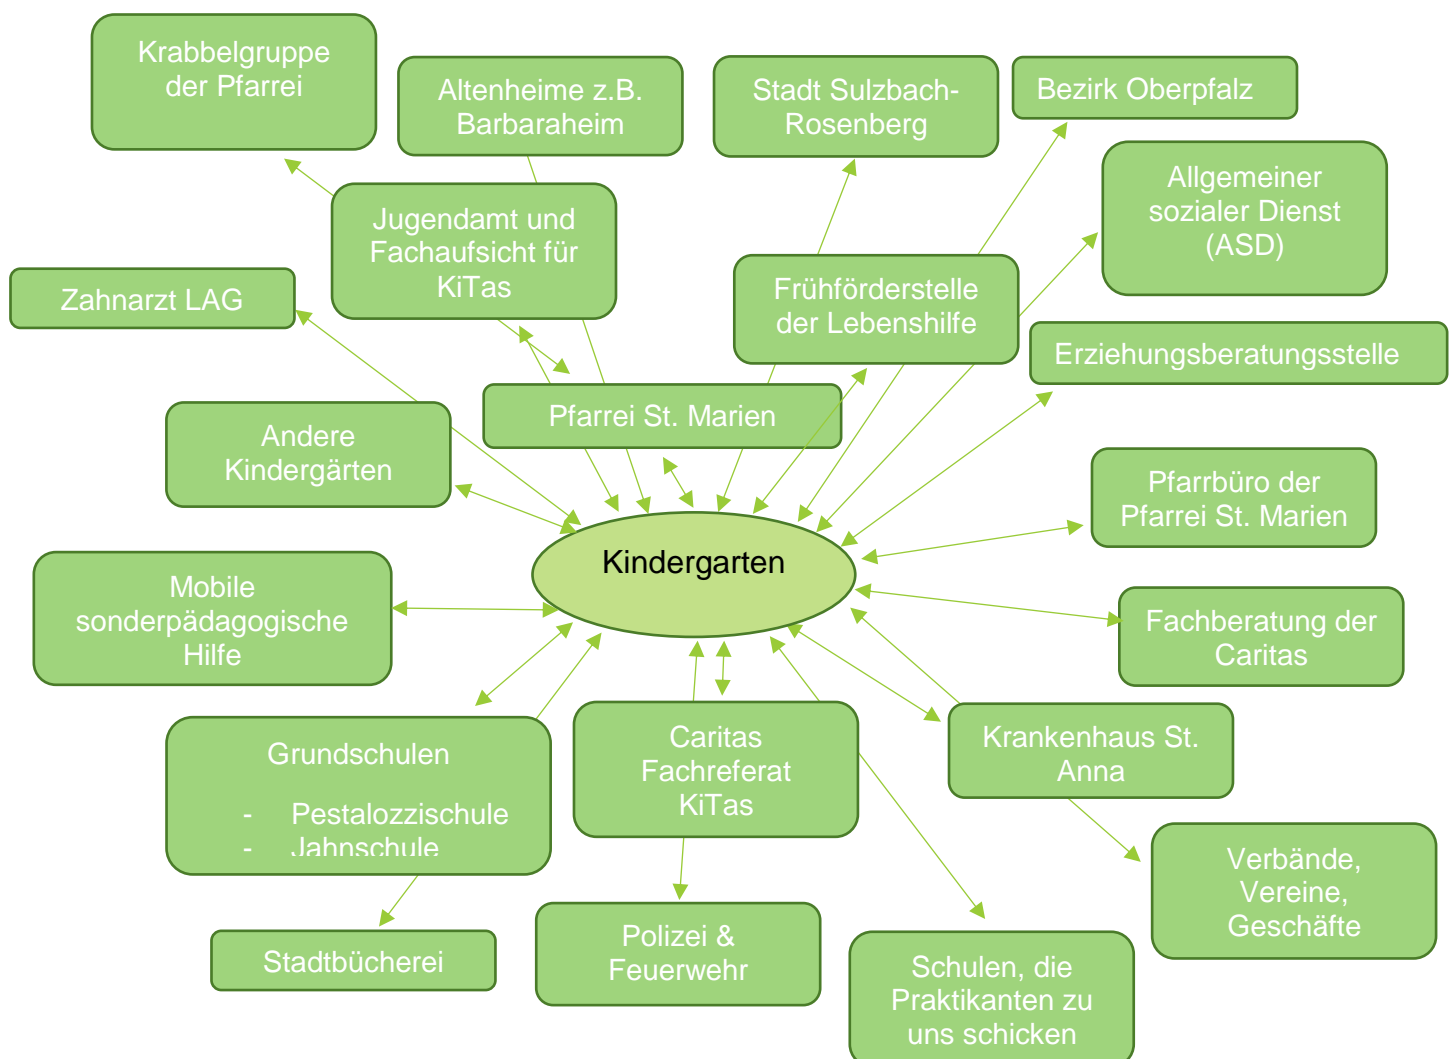 Krabbelgruppe
der Pfarrei
Altenheime z.B.
Barbaraheim
Stadt Sulzbach-
Rosenberg
Bezirk Oberpfalz
Allgemeiner
sozialer Dienst
(ASD)
Jugendamt und
Fachaufsicht für
KiTas
Zahnarzt LAG
Frühförderstelle
der Lebenshilfe
Erziehungsberatungsstelle
Pfarrei St. Marien
Andere
Kindergärten
Pfarrbüro der
Pfarrei St. Marien
Kindergarten
Mobile
sonderpädagogische
Hilfe
Fachberatung der
Caritas
Grundschulen
- Pestalozzischule
- Jahnschule
Caritas
Fachreferat
KiTas
Krankenhaus St.
Anna
Verbände,
Vereine,
Geschäfte
Stadtbücherei
Polizei &
Feuerwehr
Schulen, die
Praktikanten zu
uns schicken